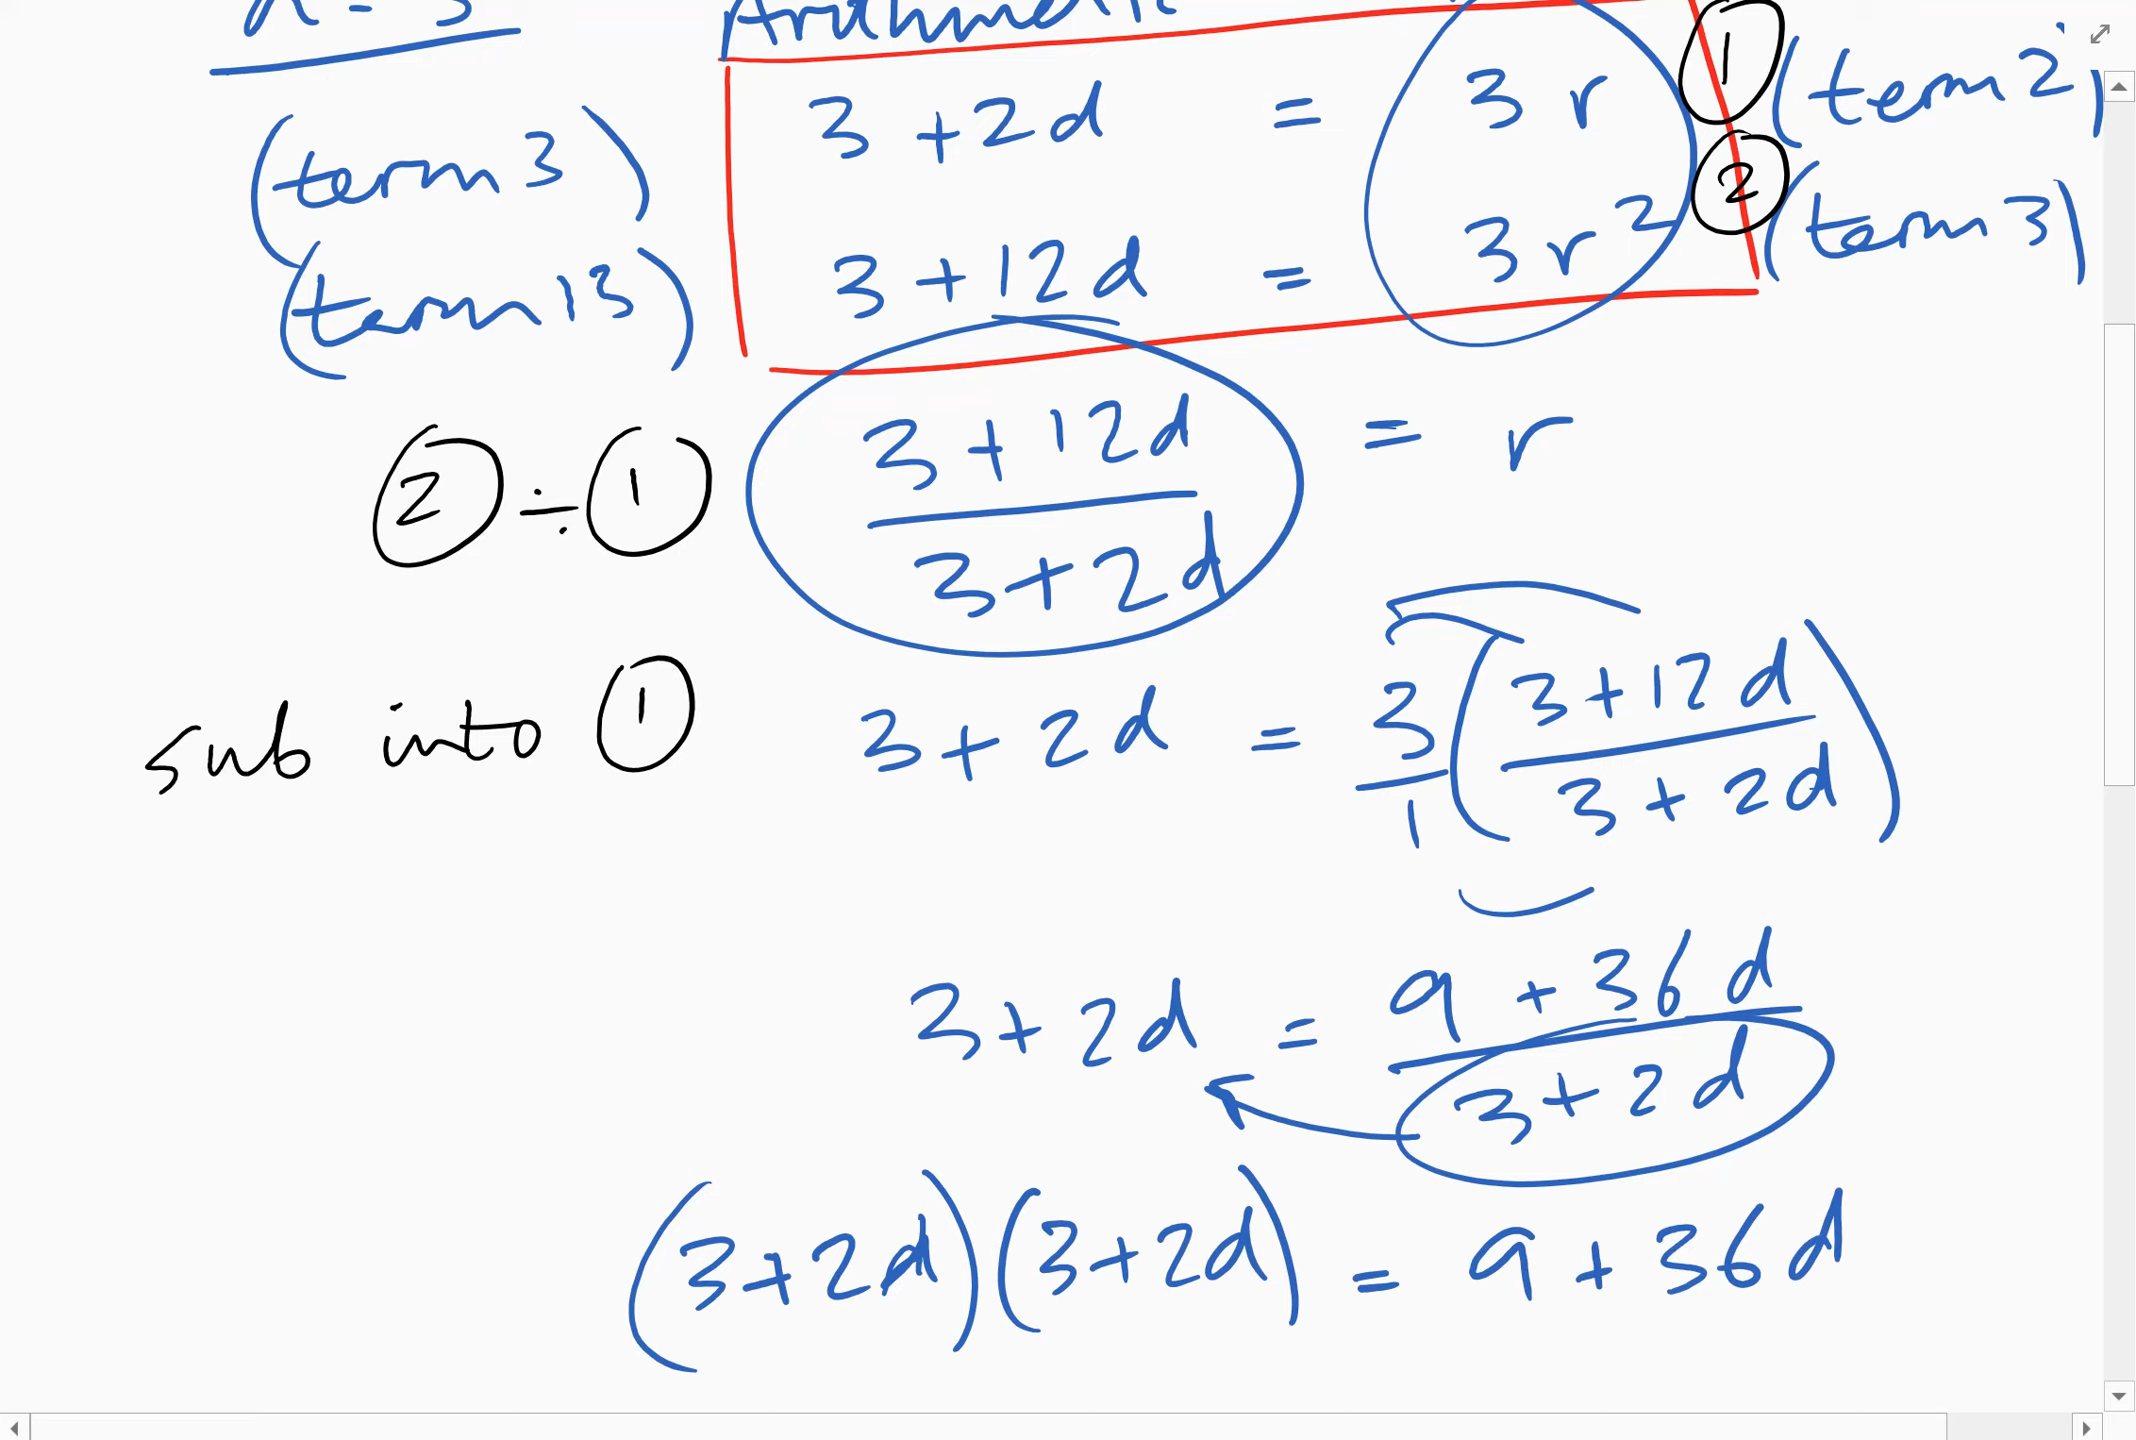 a = 3 Arithmetic
(term 3) 3 + 2d = 3r ① (term 2)
(term 13) 3 + 12d = 3r² ② (term 3)
② ÷ ① (3 + 12d)/(3 + 2d) = r
sub into ① 3 + 2d = 3/1 ((3 + 12d)/(3 + 2d))
3 + 2d = (9 + 36d)/(3 + 2d)
(3 + 2d)(3 + 2d) = 9 + 36d